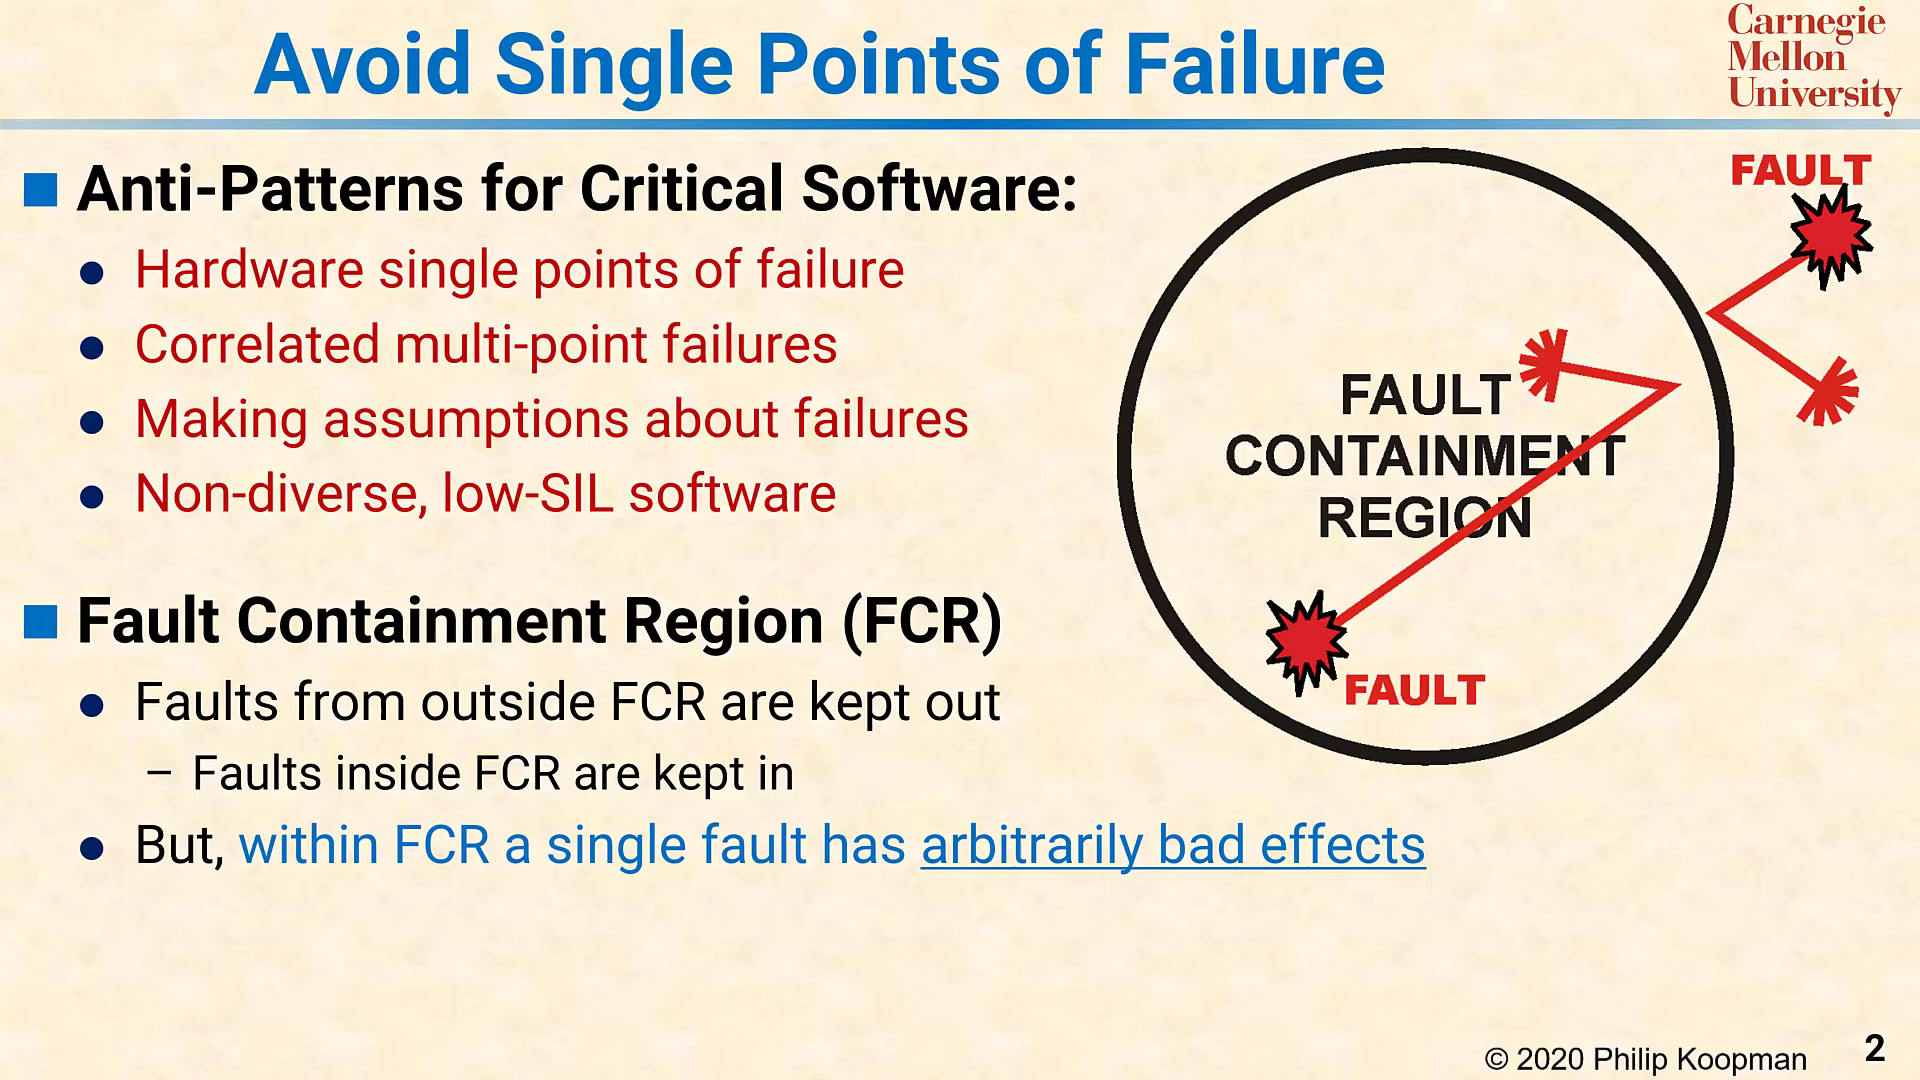 Avoid Single Points of Failure
Carnegie
Mellon
University
■ Anti-Patterns for Critical Software:
● Hardware single points of failure
● Correlated multi-point failures
● Making assumptions about failures
● Non-diverse, low-SIL software
■ Fault Containment Region (FCR)
● Faults from outside FCR are kept out
– Faults inside FCR are kept in
● But, within FCR a single fault has arbitrarily bad effects
FAULT
FAULT
CONTAINMENT
REGION
FAULT
© 2020 Philip Koopman
2